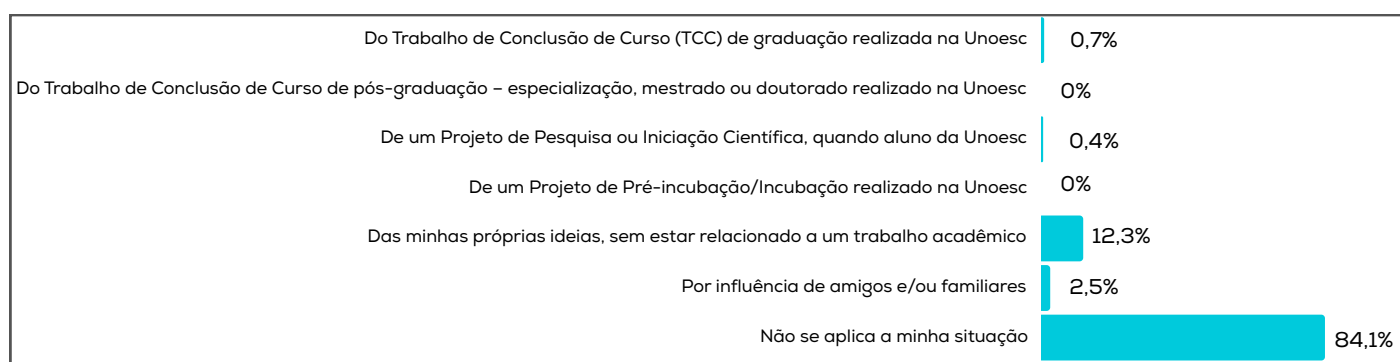 Do Trabalho de Conclusão de Curso (TCC) de graduação realizada na Unoesc 0,7%
Do Trabalho de Conclusão de Curso de pós-graduação – especialização, mestrado ou doutorado realizado na Unoesc 0%
De um Projeto de Pesquisa ou Iniciação Científica, quando aluno da Unoesc 0,4%
De um Projeto de Pré-incubação/Incubação realizado na Unoesc 0%
Das minhas próprias ideias, sem estar relacionado a um trabalho acadêmico 12,3%
Por influência de amigos e/ou familiares 2,5%
Não se aplica a minha situação 84,1%